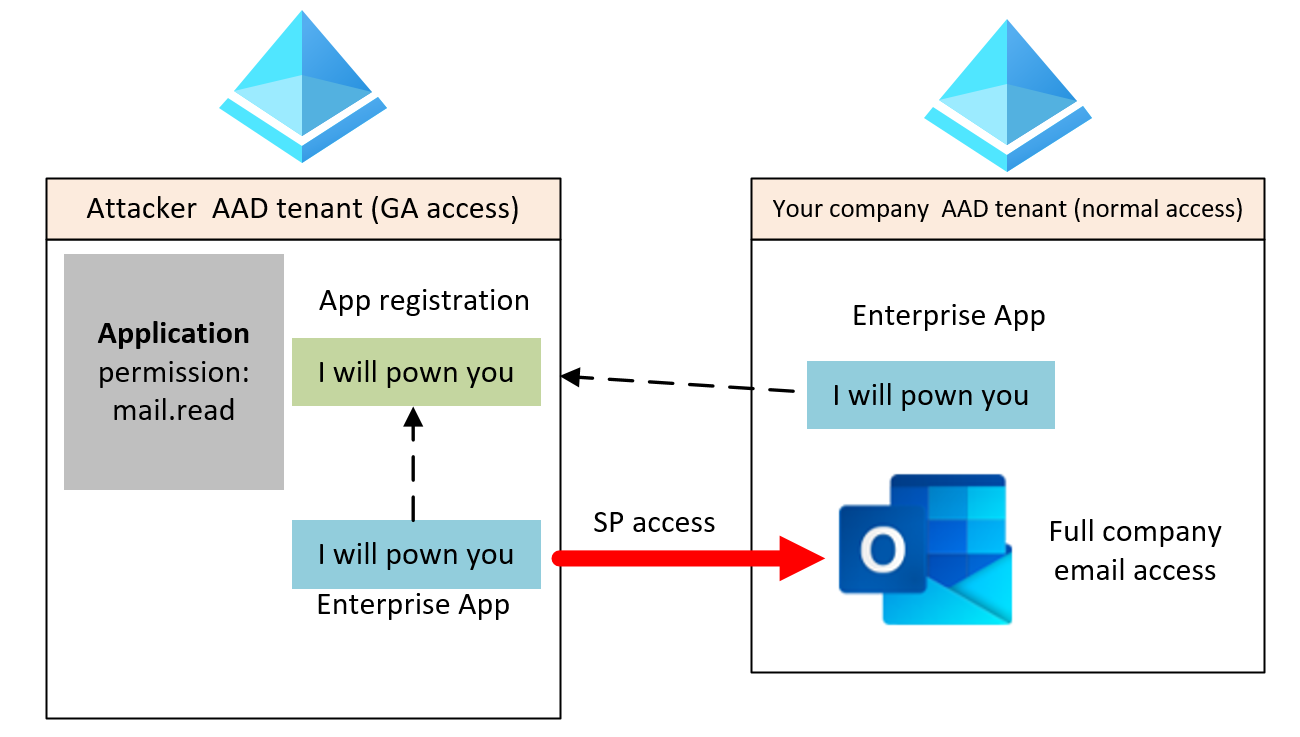 Attacker  AAD tenant (GA access)
Application
permission:
mail.read
App registration
I will pown you
I will pown you
Enterprise App
SP access
Your company  AAD tenant (normal access)
Enterprise App
I will pown you
O
Full company
email access